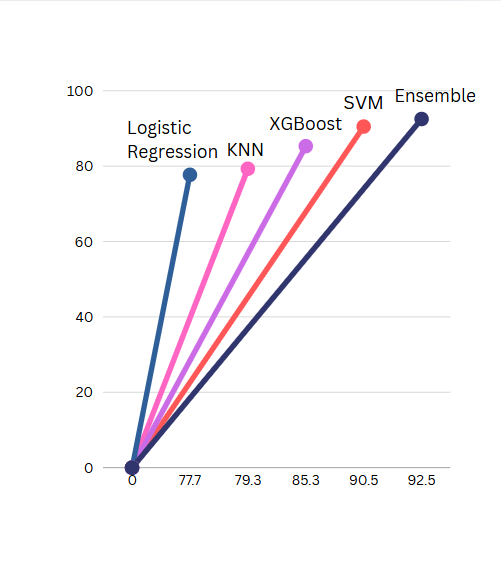 100
Ensemble
SVM
XGBoost
Logistic
Regression
KNN
80
60
40
20
0
0 77.7 79.3 85.3 90.5 92.5